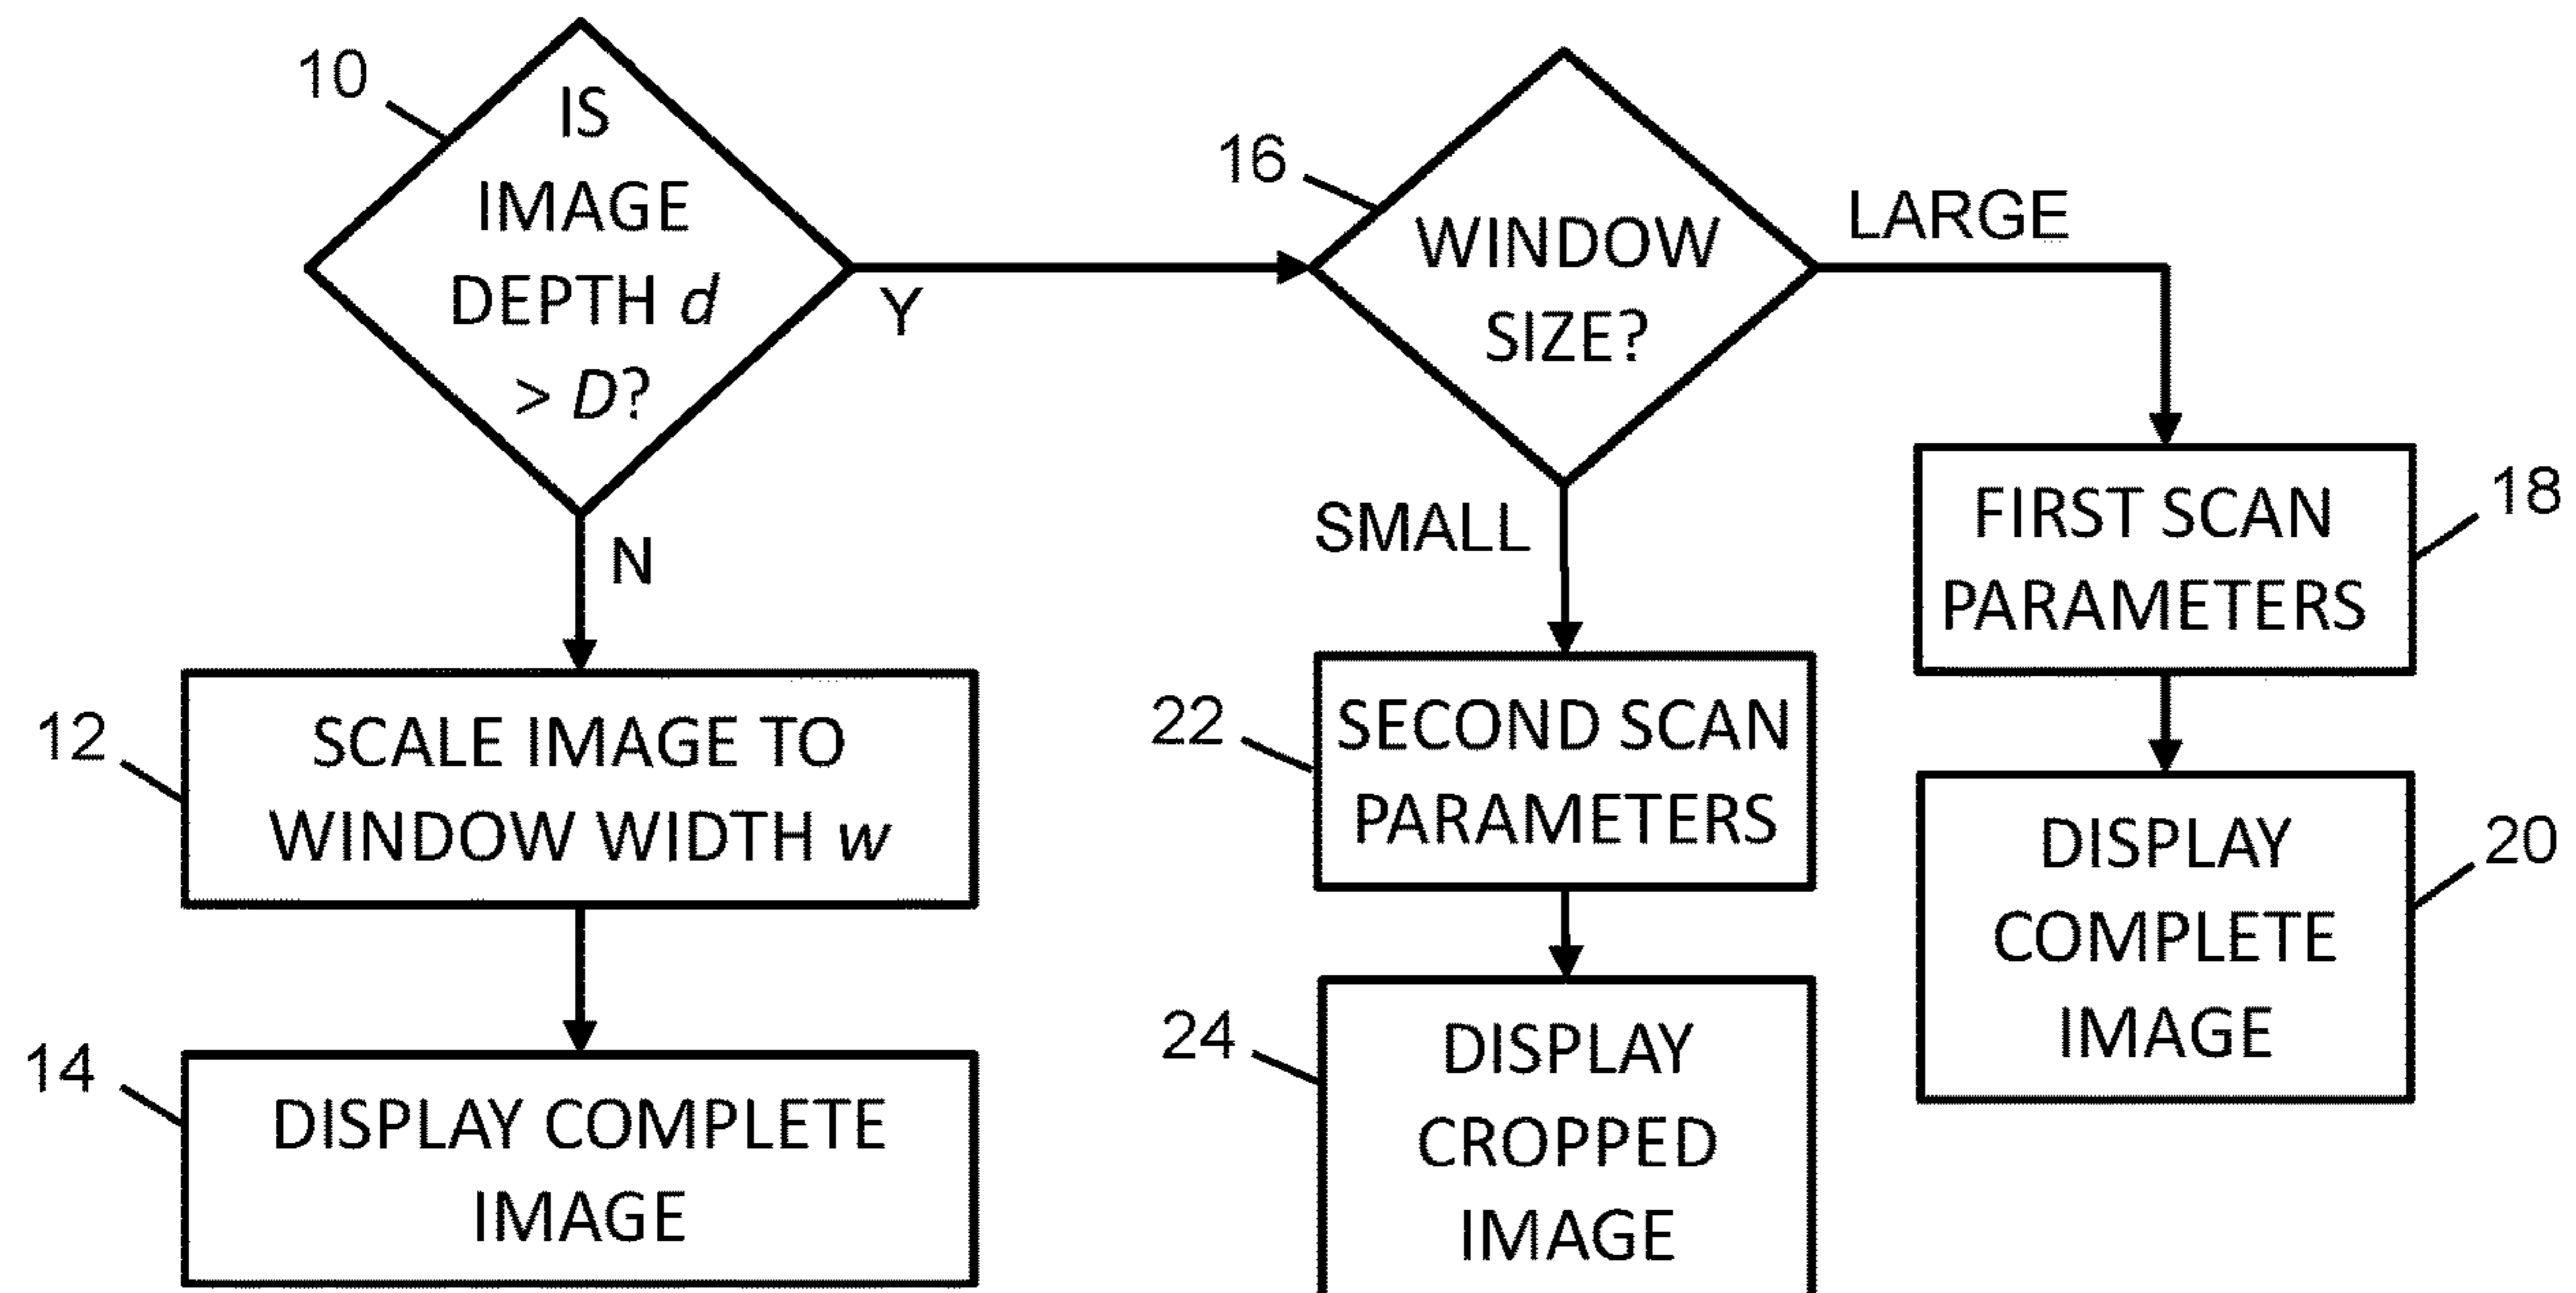 10
IS
IMAGE
DEPTH d
> D?
Y
N
12
SCALE IMAGE TO
WINDOW WIDTH w
14
DISPLAY COMPLETE
IMAGE
16
WINDOW
SIZE?
LARGE
SMALL
22
SECOND SCAN
PARAMETERS
24
DISPLAY
CROPPED
IMAGE
18
FIRST SCAN
PARAMETERS
20
DISPLAY
COMPLETE
IMAGE